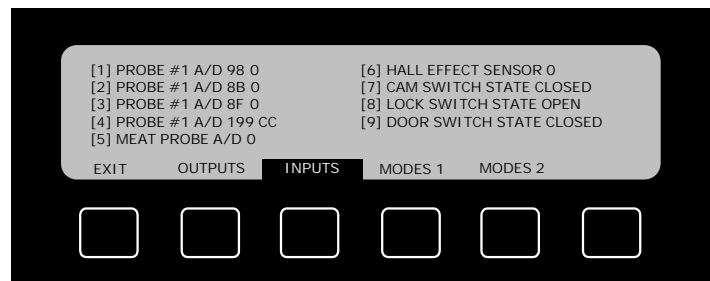 [1] PROBE #1 A/D 98 0
[2] PROBE #1 A/D 8B 0
[3] PROBE #1 A/D 8F 0
[4] PROBE #1 A/D 199 CC
[5] MEAT PROBE A/D 0
[6] HALL EFFECT SENSOR 0
[7] CAM SWITCH STATE CLOSED
[8] LOCK SWITCH STATE OPEN
[9] DOOR SWITCH STATE CLOSED
EXIT OUTPUTS INPUTS MODES 1 MODES 2